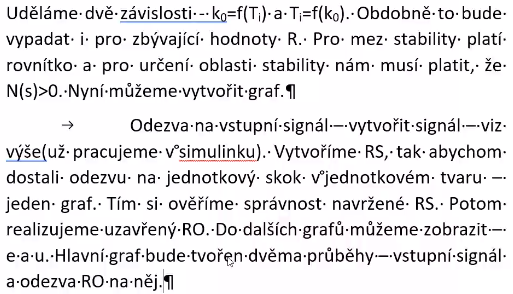 Uděláme dvě závislosti – k₀=f(Tᵢ) a Tᵢ=f(k₀). Obdobně to bude
vypadat i pro zbývající hodnoty R. Pro mez stability platí
rovnítko a pro určení oblasti stability nám musí platit, že
N(s)>0. Nyní můžeme vytvořit graf.¶
→ Odezva na vstupní signál – vytvořit signál – viz
výše(už pracujeme v°simulinku). Vytvoříme RS, tak abychom
dostali odezvu na jednotkový skok v°jednotkovém tvaru –
jeden graf. Tím si ověříme správnost navržené RS. Potom
realizujeme uzavřený RO. Do dalších grafů můžeme zobrazit –
e a u. Hlavní graf bude tvořen dvěma průběhy – vstupní signál
a odezva RO na něj.¶